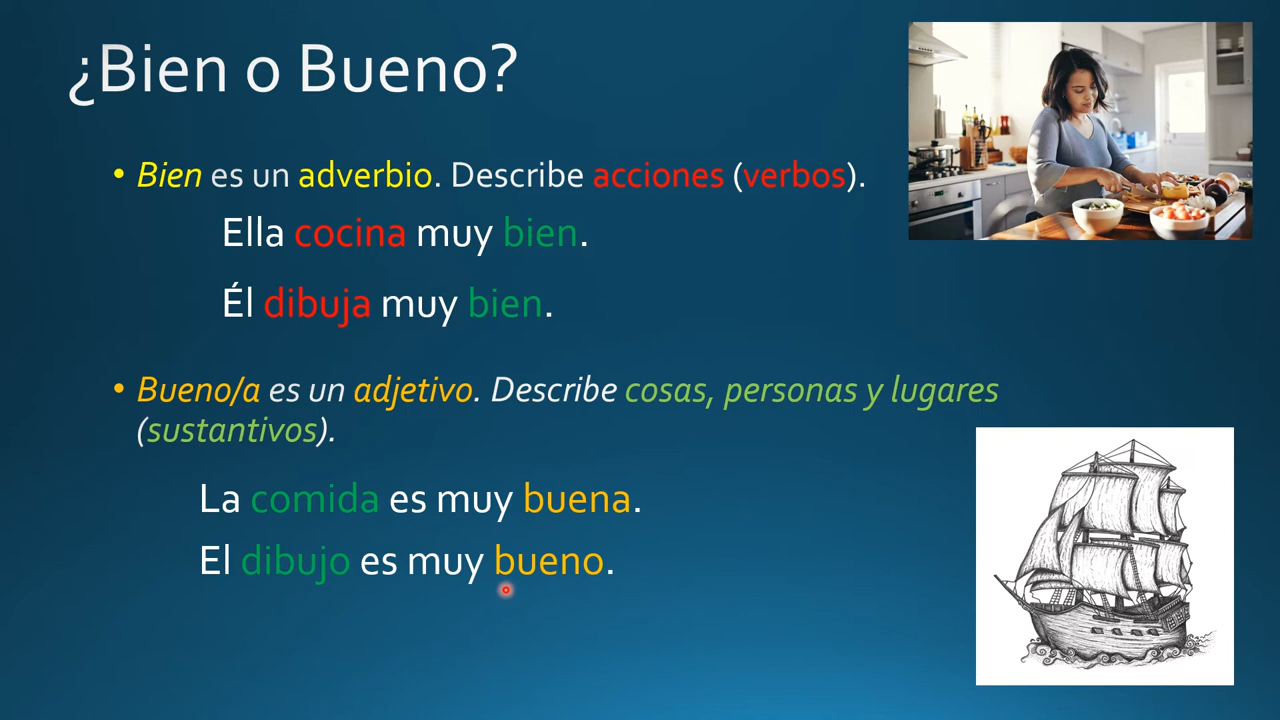 ¿Bien o Bueno?
• Bien es un adverbio. Describe acciones (verbos).
Ella cocina muy bien.
Él dibuja muy bien.
• Bueno/a es un adjetivo. Describe cosas, personas y lugares
(sustantivos).
La comida es muy buena.
El dibujo es muy bueno.